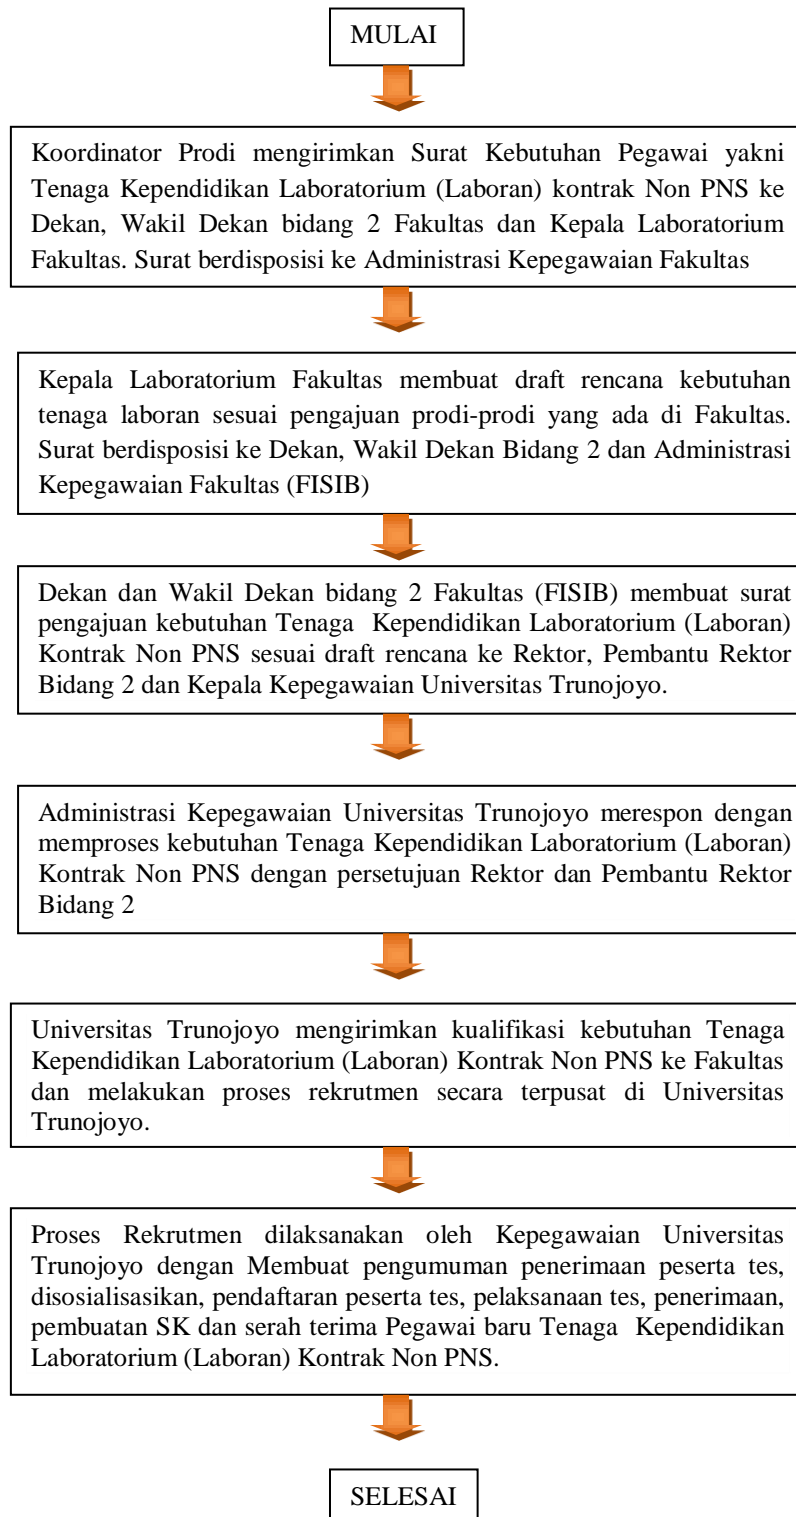 MULAI
Koordinator Prodi mengirimkan Surat Kebutuhan Pegawai yakni
Tenaga Kependidikan Laboratorium (Laboran) kontrak Non PNS ke
Dekan, Wakil Dekan bidang 2 Fakultas dan Kepala Laboratorium
Fakultas. Surat berdisposisi ke Administrasi Kepegawaian Fakultas
Kepala Laboratorium Fakultas membuat draft rencana kebutuhan
tenaga laboran sesuai pengajuan prodi-prodi yang ada di Fakultas.
Surat berdisposisi ke Dekan, Wakil Dekan Bidang 2 dan Administrasi
Kepegawaian Fakultas (FISIB)
Dekan dan Wakil Dekan bidang 2 Fakultas (FISIB) membuat surat
pengajuan kebutuhan Tenaga Kependidikan Laboratorium (Laboran)
Kontrak Non PNS sesuai draft rencana ke Rektor, Pembantu Rektor
Bidang 2 dan Kepala Kepegawaian Universitas Trunojoyo.
Administrasi Kepegawaian Universitas Trunojoyo merespon dengan
memproses kebutuhan Tenaga Kependidikan Laboratorium (Laboran)
Kontrak Non PNS dengan persetujuan Rektor dan Pembantu Rektor
Bidang 2
Universitas Trunojoyo mengirimkan kualifikasi kebutuhan Tenaga
Kependidikan Laboratorium (Laboran) Kontrak Non PNS ke Fakultas
dan melakukan proses rekrutmen secara terpusat di Universitas
Trunojoyo.
Proses Rekrutmen dilaksanakan oleh Kepegawaian Universitas
Trunojoyo dengan Membuat pengumuman penerimaan peserta tes,
disosialisasikan, pendaftaran peserta tes, pelaksanaan tes, penerimaan,
pembuatan SK dan serah terima Pegawai baru Tenaga Kependidikan
Laboratorium (Laboran) Kontrak Non PNS.
SELESAI